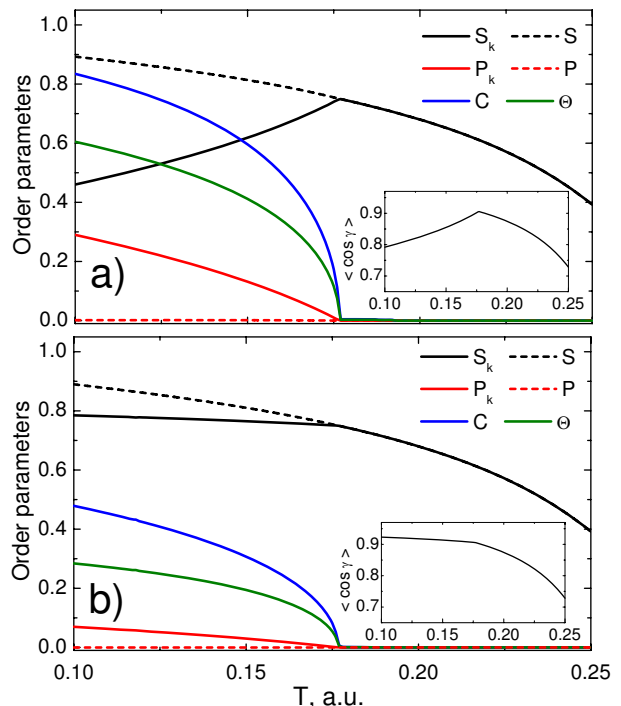 1.0
S_k S
0.8
P_k P
C Θ
0.6
Order parameters
0.4
0.9
0.8
0.7
< cos γ >
0.10 0.15 0.20 0.25
0.2
a)
0.0
1.0
S_k S
0.8
P_k P
C Θ
0.6
Order parameters
0.4
0.9
0.8
0.7
< cos γ >
0.10 0.15 0.20 0.25
0.2
b)
0.0
0.10 0.15 0.20 0.25
T, a.u.